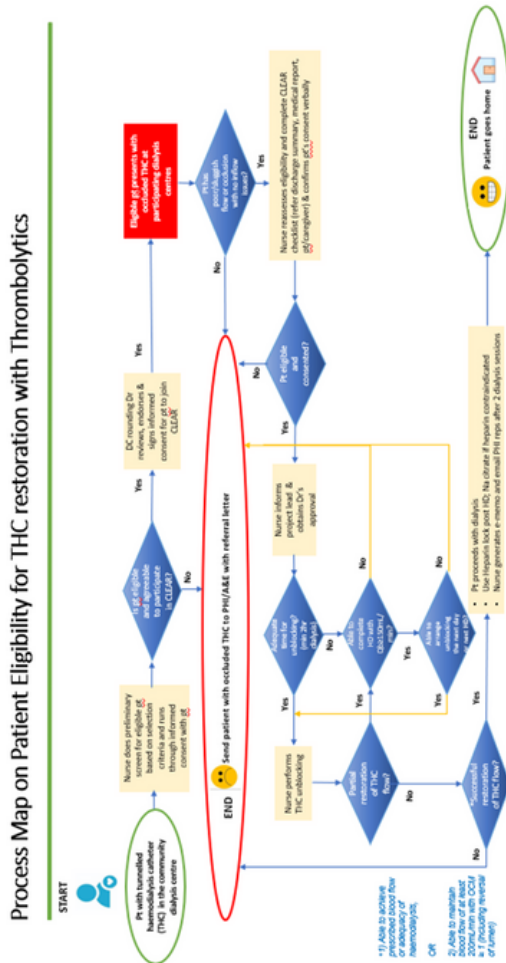 Process Map on Patient Eligibility for THC restoration with Thrombolytics
START
Pt with tunnelled
haemodialysis catheter
(THC) in the community
dialysis centre
Nurse does preliminary
screen for eligible pt
based on selection
criteria and runs
through informed
consent with pt
Is pt eligible
and agreeable
to participate
in CLEAR?
Yes
No
DC rounding Dr
reviews, endorses &
signs informed
consent for pt to join
CLEAR
Yes
Eligible pt presents with
occluded THC at
participating dialysis
centres
Pt has
poor/sluggish
flow or occlusion
with no inflow
issues?
No
Yes
Nurse reassesses eligibility and complete CLEAR
checklist (refer discharge summary, medical report,
pt/caregiver) & confirms pt's consent verbally
Pt eligible
and
consented?
No
Yes
END
Send patient with occluded THC to PHI/A&E with referral letter
Nurse informs
project lead &
obtains Dr's
approval
Adequate
time for
unblocking?
(min 2hr
dialysis)
Yes
No
Able to
complete
HD with
min?
No
Yes
Able to
arrange
unblocking
the next day
or next HD?
No
Yes
Nurse performs
THC unblocking
Partial
restoration
of THC
flow?
Yes
No
*Successful
restoration
of THC flow?
No
Yes
• Pt proceeds with dialysis
• Use Heparin lock post HD; Na citrate if heparin contraindicated
• Nurse generates e-memo and email PHI reps after 2 dialysis sessions
END
Patient goes home
*1) Able to achieve
prescribed blood flow
or adequacy of
haemodialysis,
OR
2) Able to maintain
blood flow of at least
200mL/min with OCM
≥ 1 (including reversal
of lumen)